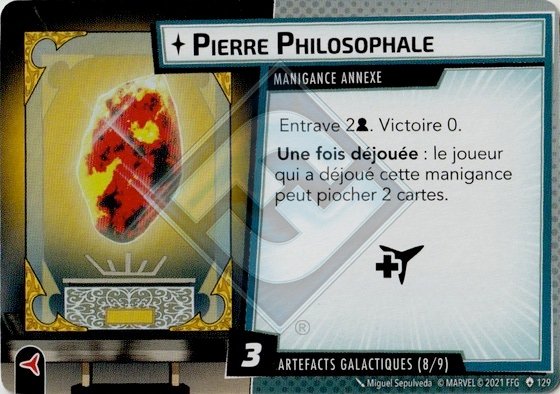 PIERRE PHILOSOPHALE
MANIGANCE ANNEXE
Entrave 2. Victoire 0.
Une fois déjouée : le joueur
qui a déjoué cette manigance
peut piocher 2 cartes.
3
ARTEFACTS GALACTIQUES (8/9)
Miguel Sepulveda © MARVEL © 2021 FFG 129
®